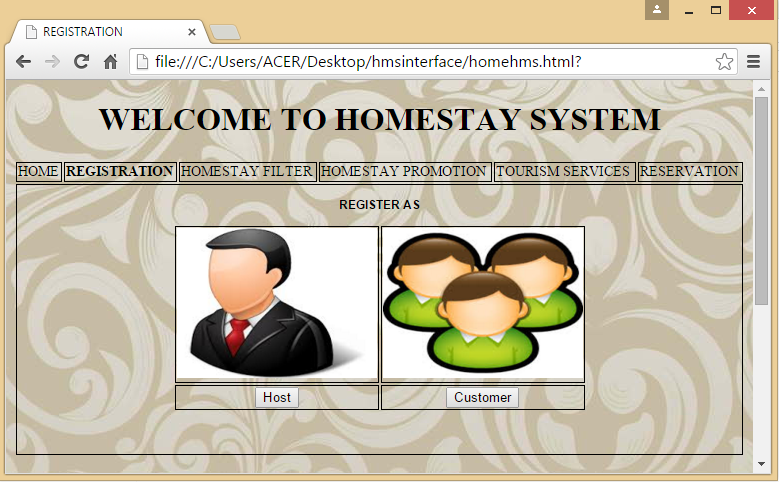 REGISTRATION
file:///C:/Users/ACER/Desktop/hmsinterface/homehms.html?
WELCOME TO HOMESTAY SYSTEM
HOME REGISTRATION HOMESTAY FILTER HOMESTAY PROMOTION TOURISM SERVICES RESERVATION
REGISTER AS
Host Customer